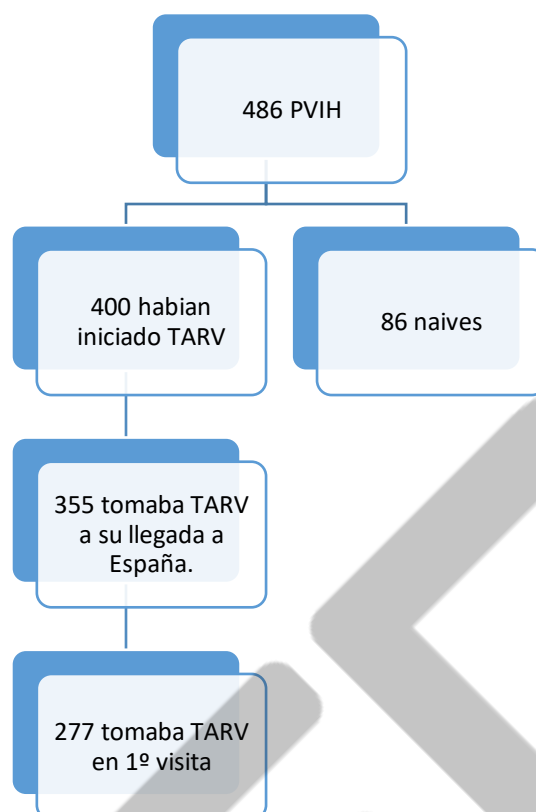 486 PVIH
400 habian
iniciado TARV
86 naives
355 tomaba TARV
a su llegada a
España.
277 tomaba TARV
en 1º visita